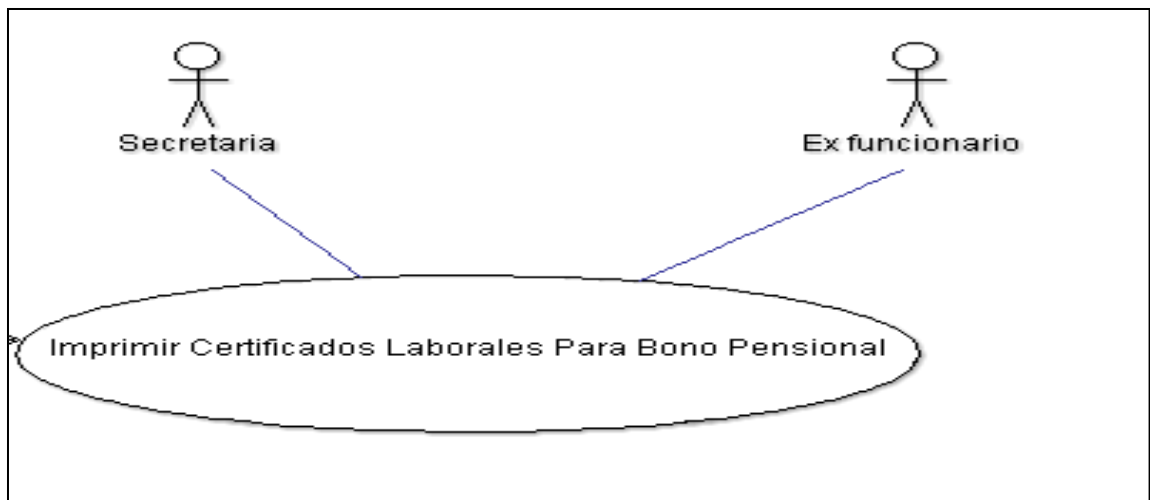 Secretaria
Ex funcionario
Imprimir Certificados Laborales Para Bono Pensional